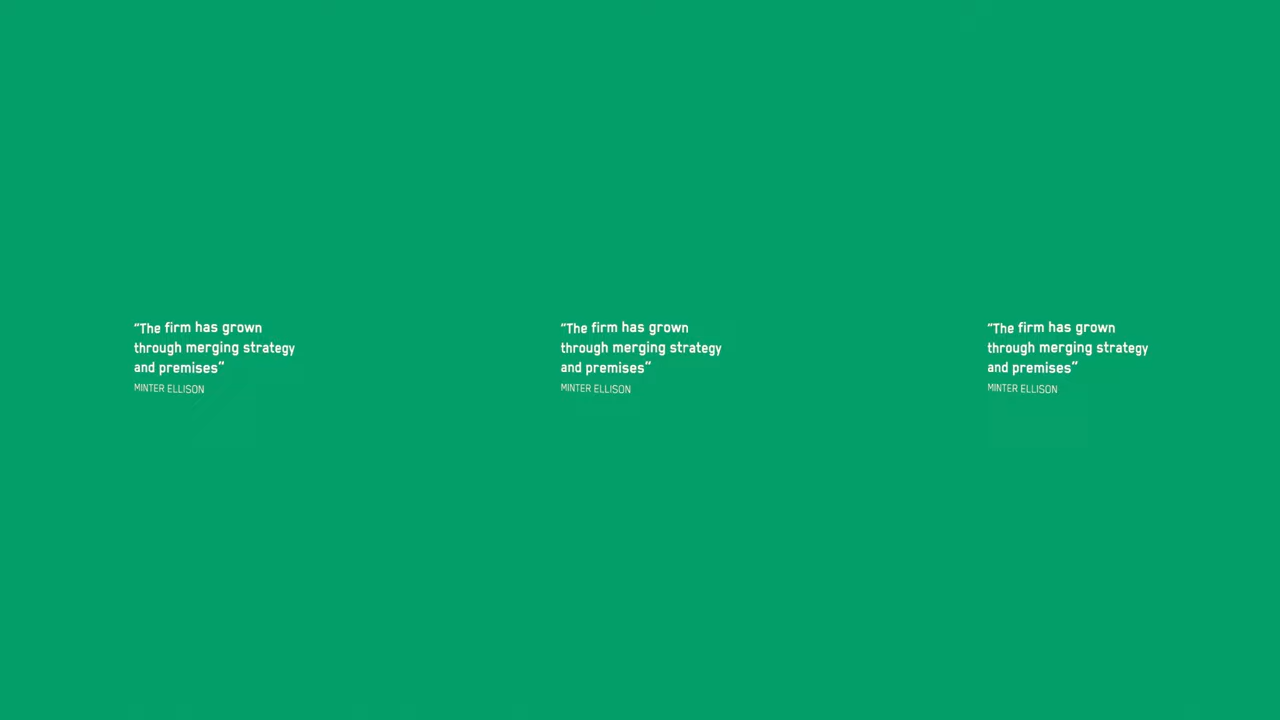 “The firm has grown
through merging strategy
and premises”
MINTER ELLISON
“The firm has grown
through merging strategy
and premises”
MINTER ELLISON
“The firm has grown
through merging strategy
and premises”
MINTER ELLISON